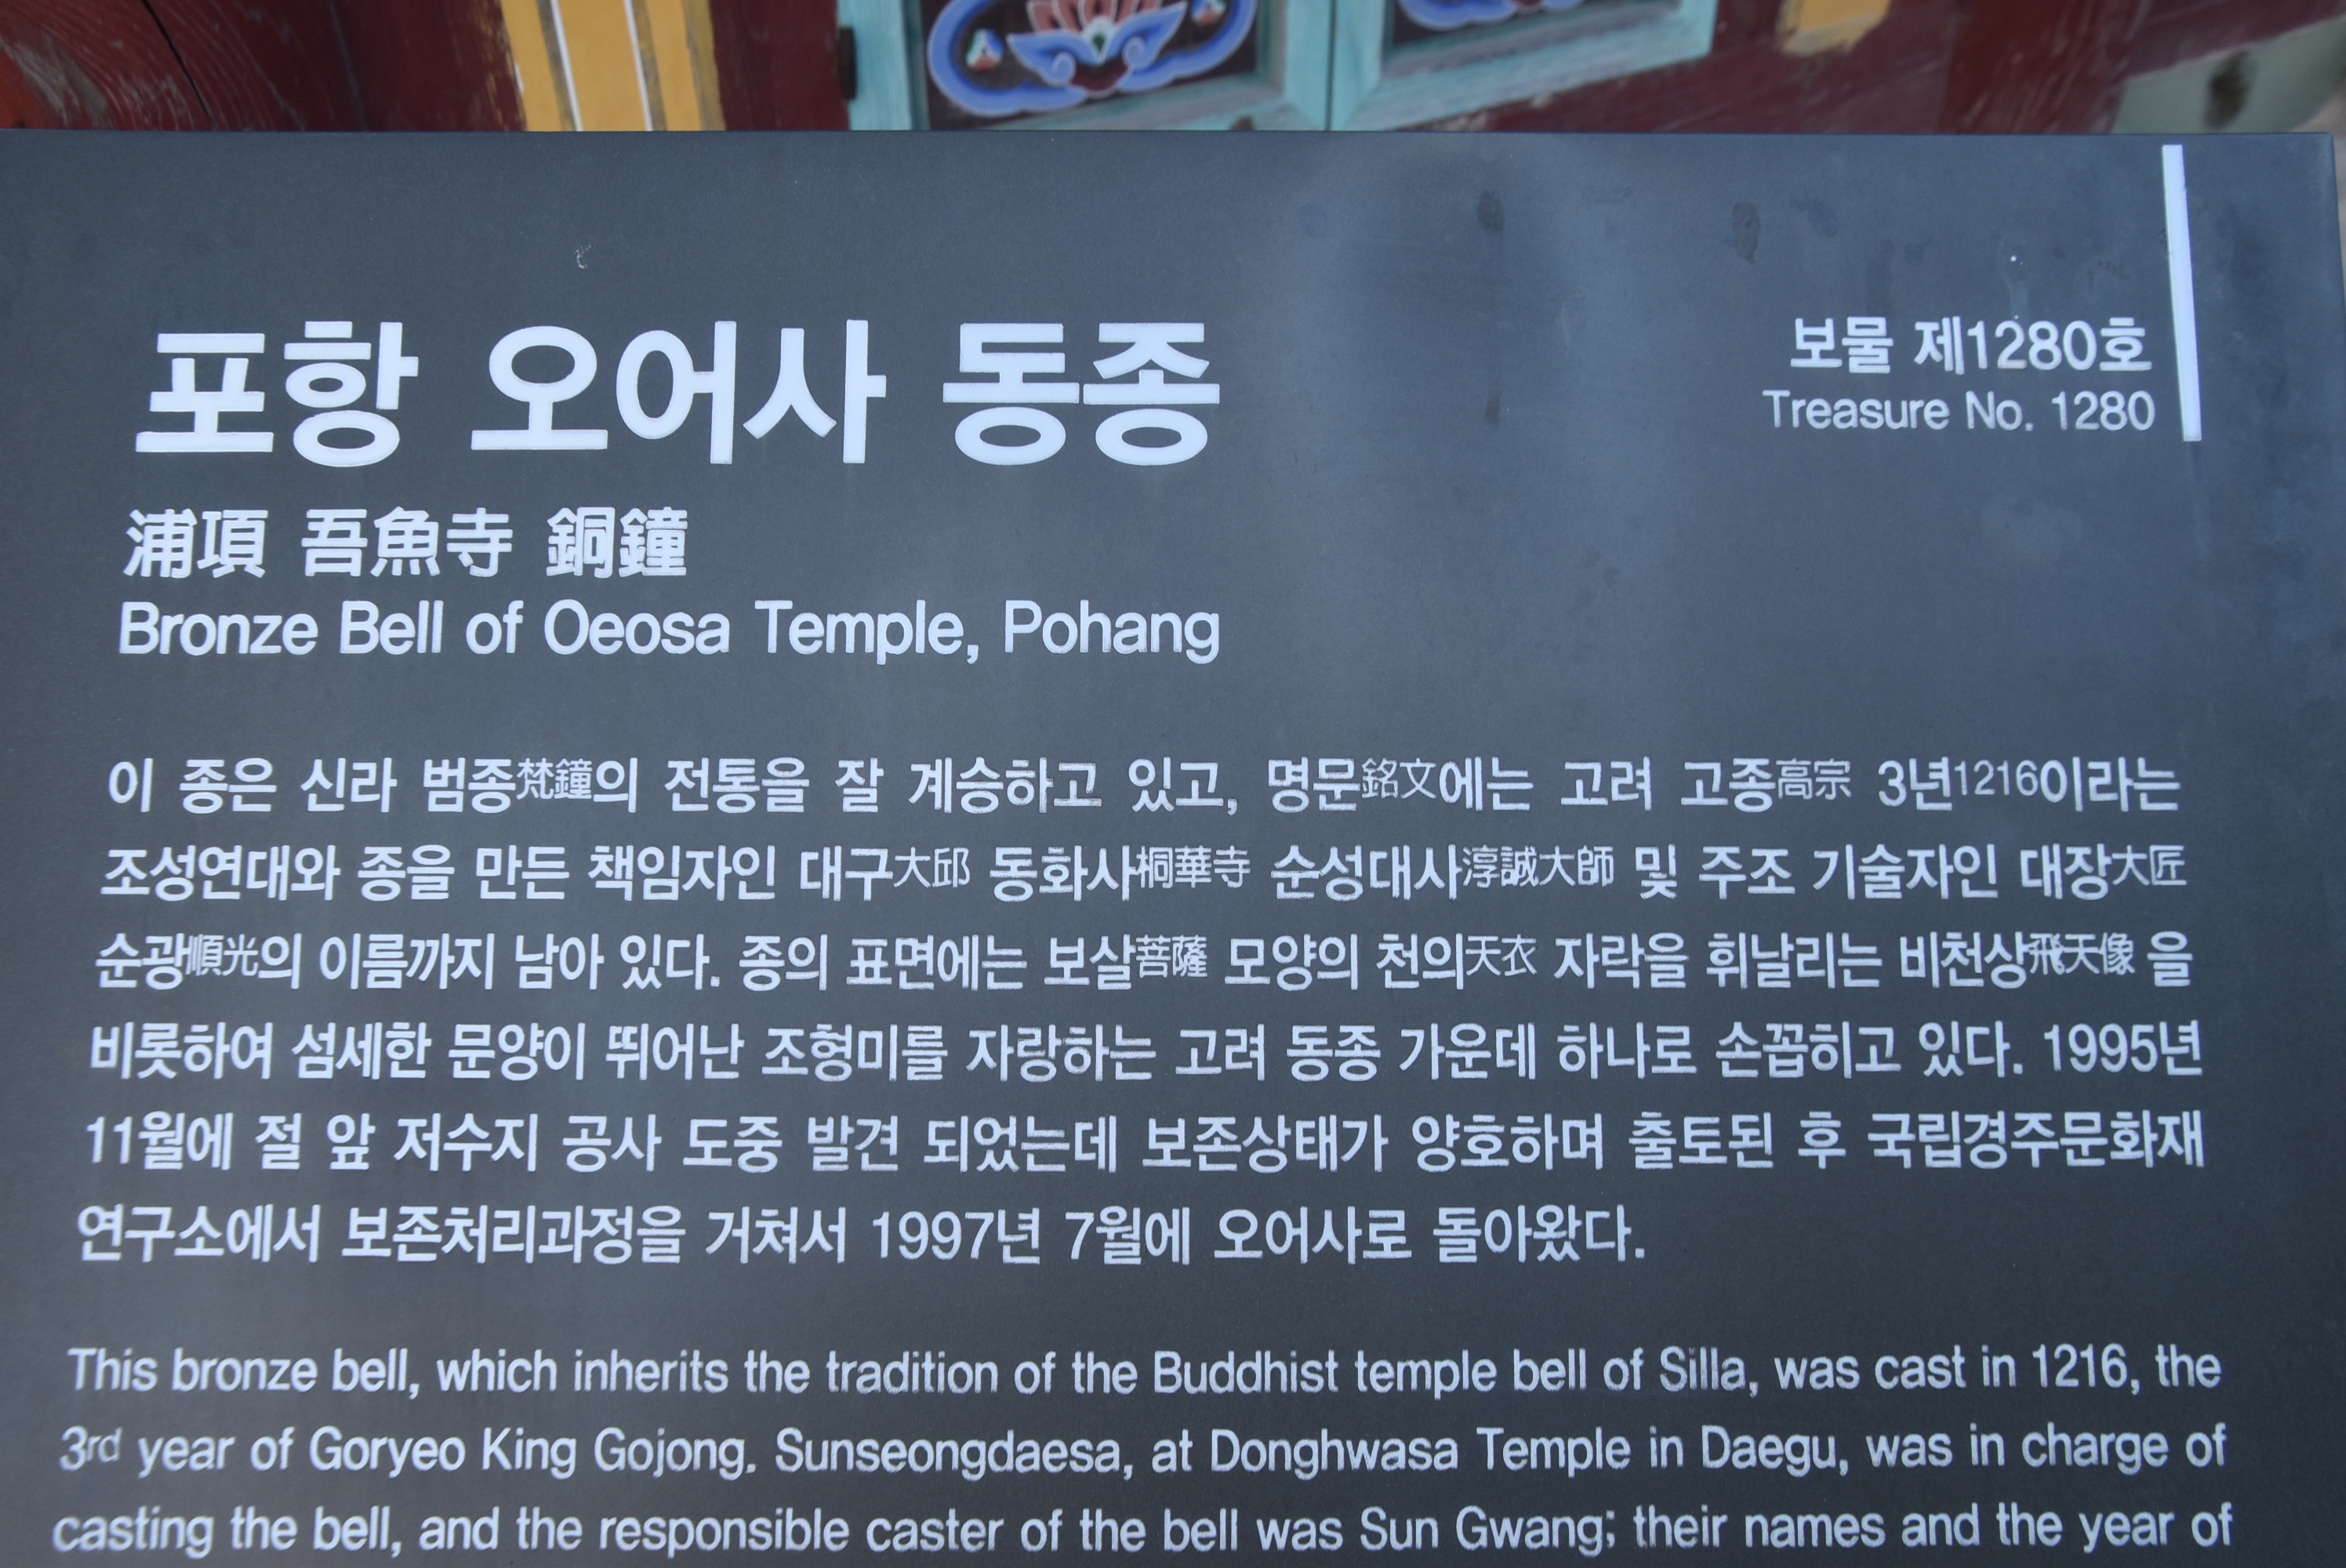 포항 오어사 동종
보물 제1280호
Treasure No. 1280
浦項 吾魚寺 銅鐘
Bronze Bell of Oeosa Temple, Pohang
이 종은 신라 범종梵鐘의 전통을 잘 계승하고 있고, 명문銘文에는 고려 고종高宗 3년1216이라는
조성연대와 종을 만든 책임자인 대구大邱 동화사桐華寺 순성대사淳誠大師 및 주조 기술자인 대장大匠
순광順光의 이름까지 남아 있다. 종의 표면에는 보살菩薩 모양의 천의天衣 자락을 휘날리는 비천상飛天像 을
비롯하여 섬세한 문양이 뛰어난 조형미를 자랑하는 고려 동종 가운데 하나로 손꼽히고 있다. 1995년
11월에 절 앞 저수지 공사 도중 발견 되었는데 보존상태가 양호하며 출토된 후 국립경주문화재
연구소에서 보존처리과정을 거쳐서 1997년 7월에 오어사로 돌아왔다.
This bronze bell, which inherits the tradition of the Buddhist temple bell of Silla, was cast in 1216, the
3rd year of Goryeo King Gojong. Sunseongdaesa, at Donghwasa Temple in Daegu, was in charge of
casting the bell, and the responsible caster of the bell was Sun Gwang; their names and the year of